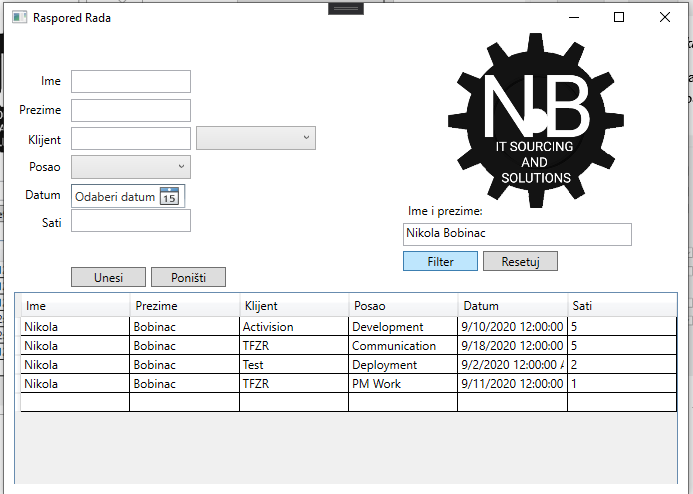 Raspored Rada
NB
IT SOURCING
AND
SOLUTIONS
Ime
Prezime
Klijent
Posao
Datum Odaberi datum 15
Sati
Ime i prezime:
Nikola Bobinac
Filter Resetuj
Unesi Poništi
Ime Prezime Klijent Posao Datum Sati
Nikola Bobinac Activision Development 9/10/2020 12:00:00 5
Nikola Bobinac TFZR Communication 9/18/2020 12:00:00 5
Nikola Bobinac Test Deployment 9/2/2020 12:00:00 2
Nikola Bobinac TFZR PM Work 9/11/2020 12:00:00 1